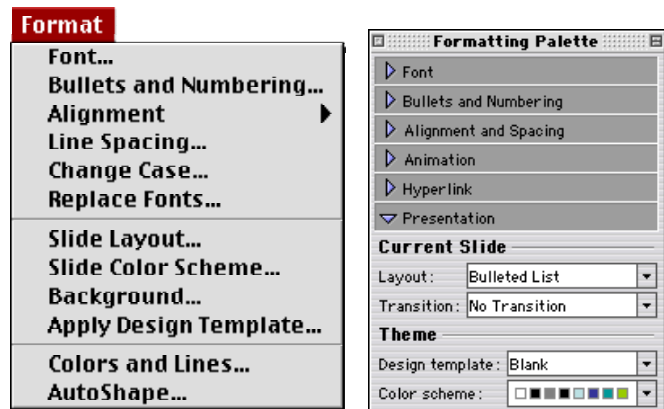 Format
Font...
Bullets and Numbering...
Alignment
Line Spacing...
Change Case...
Replace Fonts...
Slide Layout...
Slide Color Scheme...
Background...
Apply Design Template...
Colors and Lines...
AutoShape...
Formatting Palette
Font
Bullets and Numbering
Alignment and Spacing
Animation
Hyperlink
Presentation
Current Slide
Layout: Bulleted List
Transition: No Transition
Theme
Design template: Blank
Color scheme: